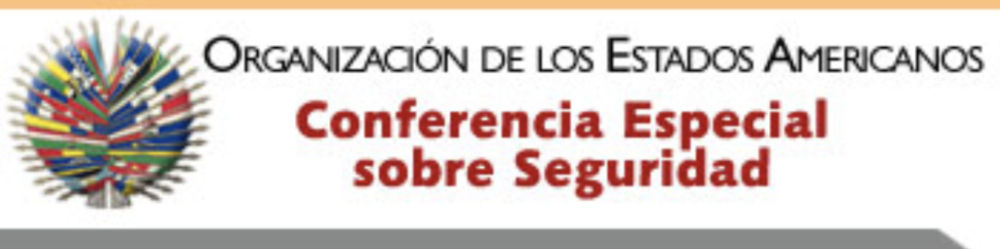 ORGANIZACIÓN DE LOS ESTADOS AMERICANOS
Conferencia Especial
sobre Seguridad